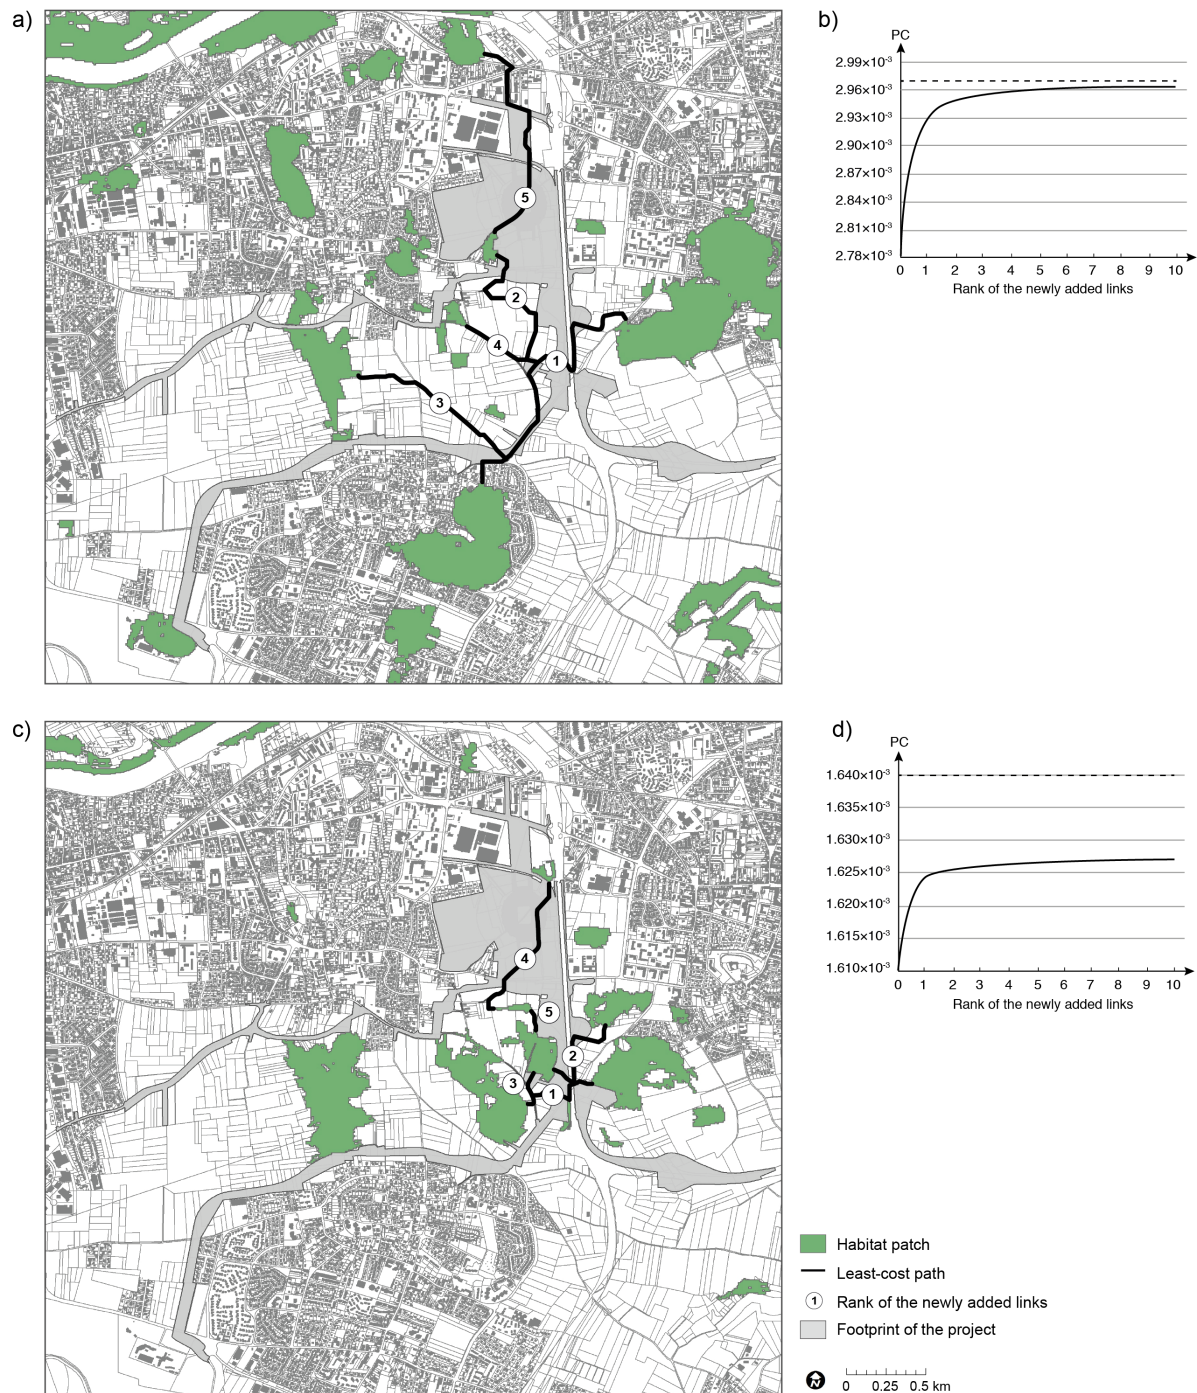 a)
5
2
4
1
3
b)
PC
2.99×10⁻³
2.96×10⁻³
2.93×10⁻³
2.90×10⁻³
2.87×10⁻³
2.84×10⁻³
2.81×10⁻³
2.78×10⁻³
0 1 2 3 4 5 6 7 8 9 10
Rank of the newly added links
c)
4
5
2
3
1
d)
PC
1.640×10⁻³
1.635×10⁻³
1.630×10⁻³
1.625×10⁻³
1.620×10⁻³
1.615×10⁻³
1.610×10⁻³
0 1 2 3 4 5 6 7 8 9 10
Rank of the newly added links
Habitat patch
Least-cost path
1 Rank of the newly added links
Footprint of the project
N
0 0.25 0.5 km